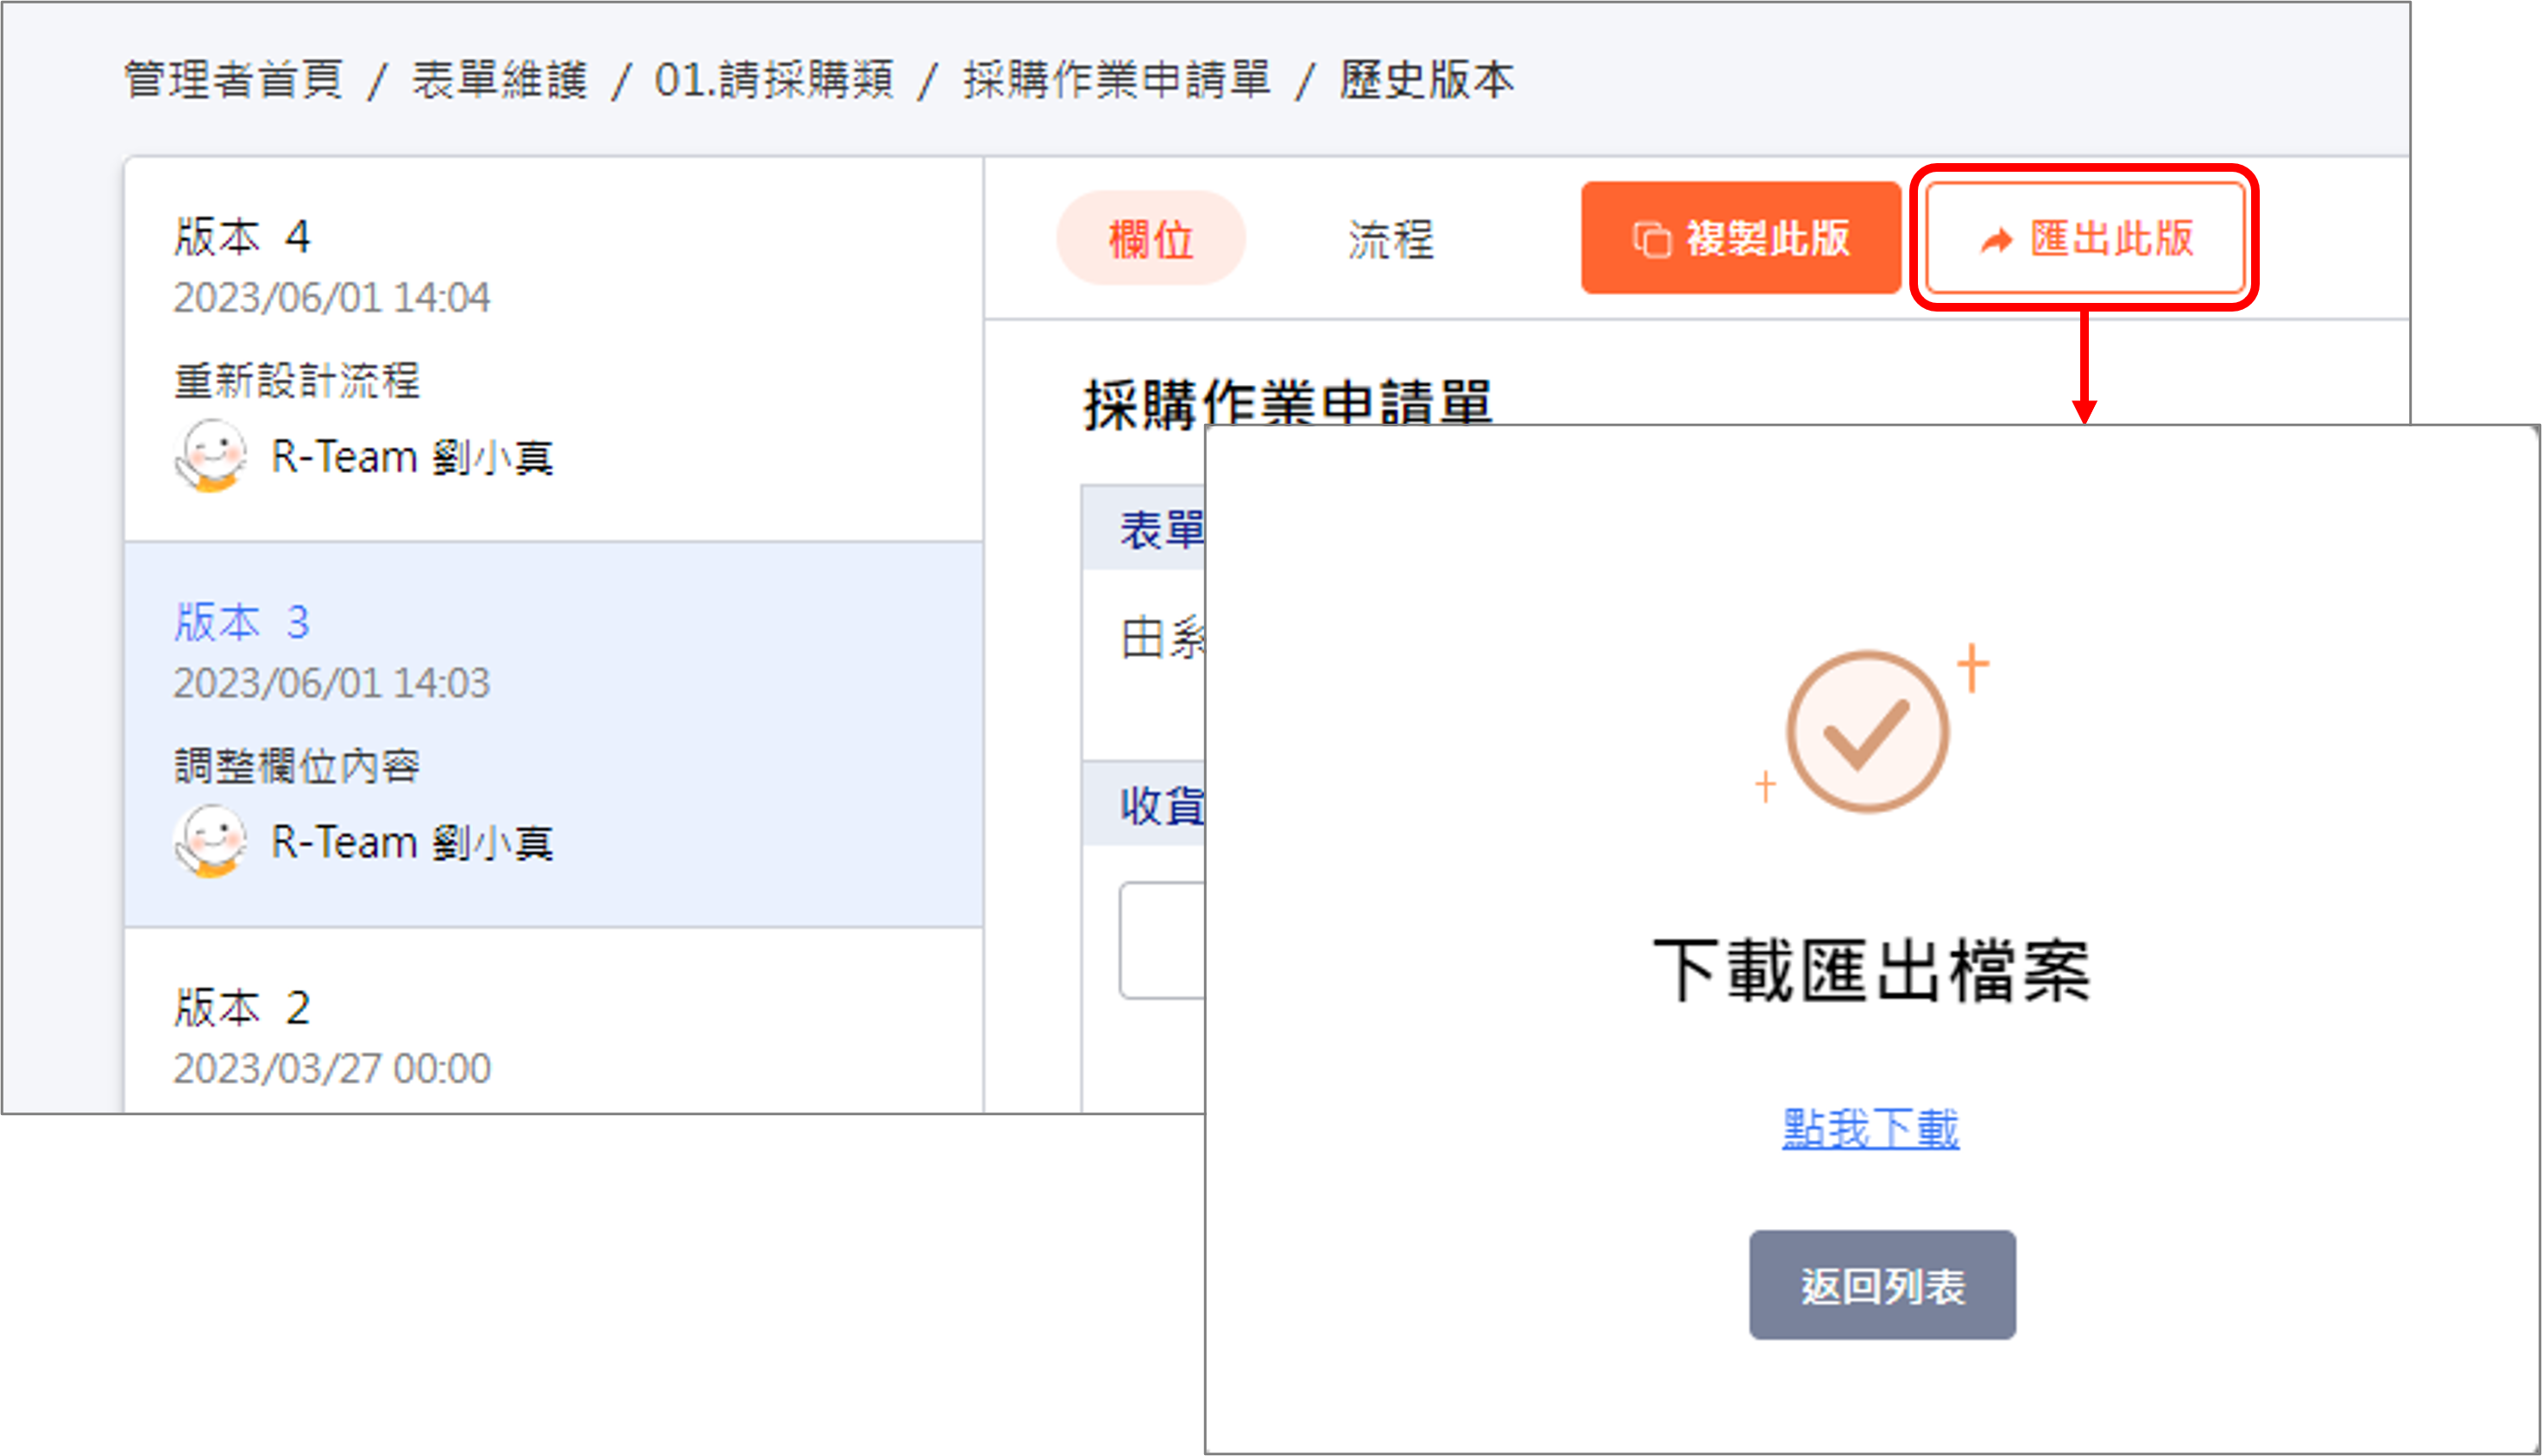 管理者首頁 / 表單維護 / 01.請採購類 / 採購作業申請單 / 歷史版本
版本 4
2023/06/01 14:04
重新設計流程
R-Team 劉小真
版本 3
2023/06/01 14:03
調整欄位內容
R-Team 劉小真
版本 2
2023/03/27 00:00
欄位 流程 複製此版 匯出此版
採購作業申請單
表單
由系
收貨
下載匯出檔案
點我下載
返回列表